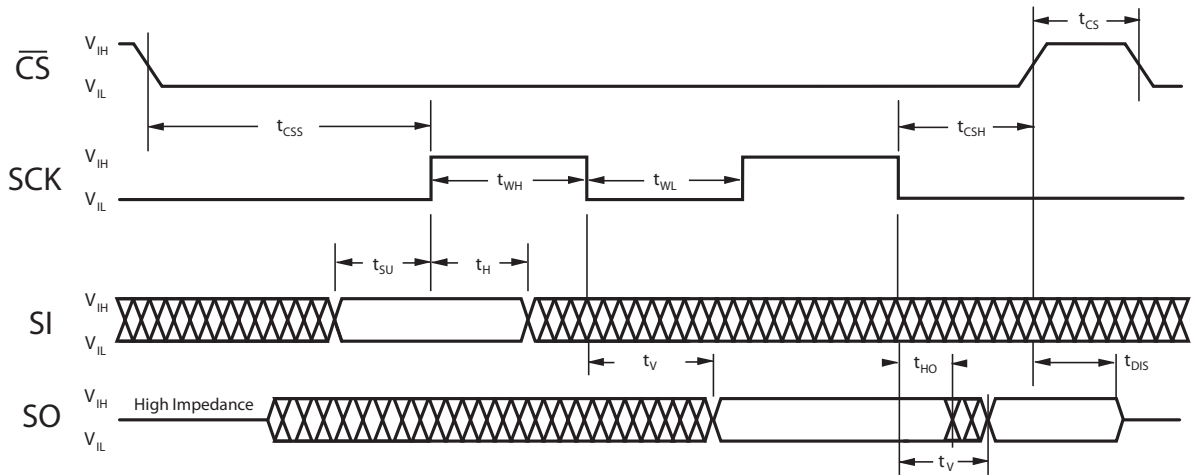 t_CS
V_IH
C̅S̅
V_IL
t_CSS
t_CSH
V_IH
SCK
t_WH
t_WL
V_IL
t_SU
t_H
V_IH
SI
V_IL
t_V
t_HO
t_DIS
V_IH
High Impedance
SO
V_IL
t_V